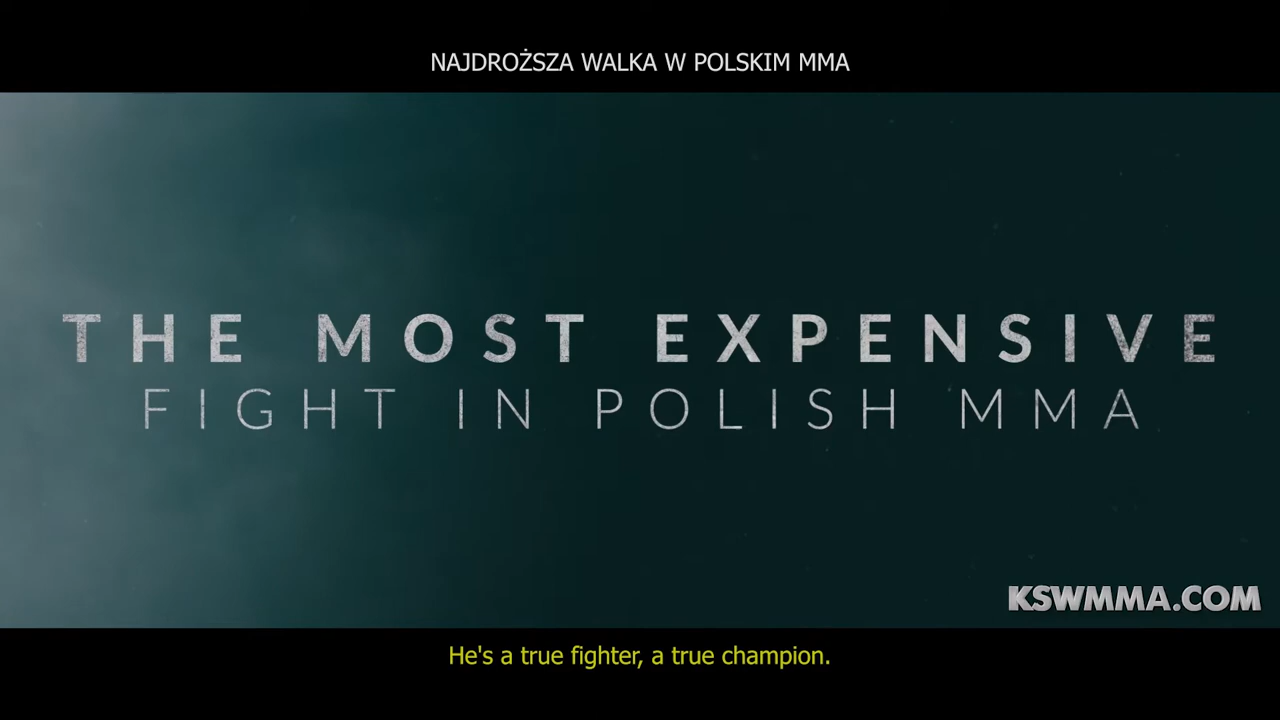 NAJDROŻSZA WALKA W POLSKIM MMA
THE MOST EXPENSIVE
FIGHT IN POLISH MMA
KSWMMA.COM
He's a true fighter, a true champion.